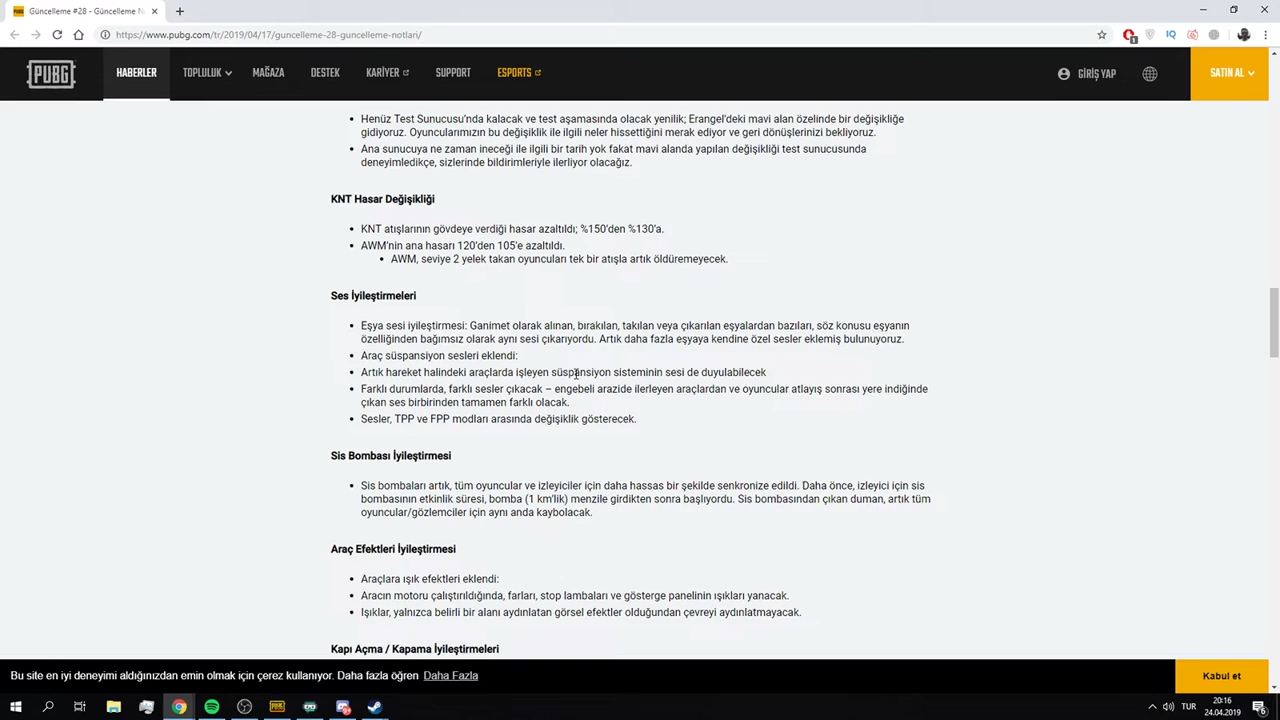 Güncelleme #28 - Güncelleme N
https://www.pubg.com/tr/2019/04/17/guncelleme-28-guncelleme-notlari/
1
PUBG HABERLER TOPLULUK MAĞAZA DESTEK KARİYER SUPPORT ESPORTS GİRİŞ YAP SATIN AL
• Henüz Test Sunucusu'nda kalacak ve test aşamasında olacak yenilik; Erangel'deki mavi alan özelinde bir değişikliğe
gidiyoruz. Oyuncularımızın bu değişiklik ile ilgili neler hissettiğini merak ediyor ve geri dönüşlerinizi bekliyoruz.
• Ana sunucuya ne zaman ineceği ile ilgili bir tarih yok fakat mavi alanda yapılan değişikliği test sunucusunda
deneyimledikçe, sizlerinde bildirimleriyle ilerliyor olacağız.
KNT Hasar Değişikliği
• KNT atışlarının gövdeye verdiği hasar azaltıldı; %150'den %130'a.
• AWM'nin ana hasarı 120'den 105'e azaltıldı.
• AWM, seviye 2 yelek takan oyuncuları tek bir atışla artık öldüremeyecek.
Ses İyileştirmeleri
• Eşya sesi iyileştirmesi: Ganimet olarak alınan, bırakılan, takılan veya çıkarılan eşyalardan bazıları, söz konusu eşyanın
özelliğinden bağımsız olarak aynı sesi çıkarıyordu. Artık daha fazla eşyaya kendine özel sesler eklemiş bulunuyoruz.
• Araç süspansiyon sesleri eklendi:
• Artık hareket halindeki araçlarda işleyen süspansiyon sisteminin sesi de duyulabilecek
• Farklı durumlarda, farklı sesler çıkacak – engebeli arazide ilerleyen araçlardan ve oyuncular atlayış sonrası yere indiğinde
çıkan ses birbirinden tamamen farklı olacak.
• Sesler, TPP ve FPP modları arasında değişiklik gösterecek.
Sis Bombası İyileştirmesi
• Sis bombaları artık, tüm oyuncular ve izleyiciler için daha hassas bir şekilde senkronize edildi. Daha önce, izleyici için sis
bombasının etkinlik süresi, bomba (1 km'lik) menzile girdikten sonra başlıyordu. Sis bombasından çıkan duman, artık tüm
oyuncular/gözlemciler için aynı anda kaybolacak.
Araç Efektleri İyileştirmesi
• Araçlara ışık efektleri eklendi:
• Aracın motoru çalıştırıldığında, farları, stop lambaları ve gösterge panelinin ışıkları yanacak.
• Işıklar, yalnızca belirli bir alanı aydınlatan görsel efektler olduğundan çevreyi aydınlatmayacak.
Kapı Açma / Kapama İyileştirmeleri
Bu site en iyi deneyimi aldığınızdan emin olmak için çerez kullanıyor. Daha fazla öğren Daha Fazla Kabul et
TUR 20:16
24.04.2019 6